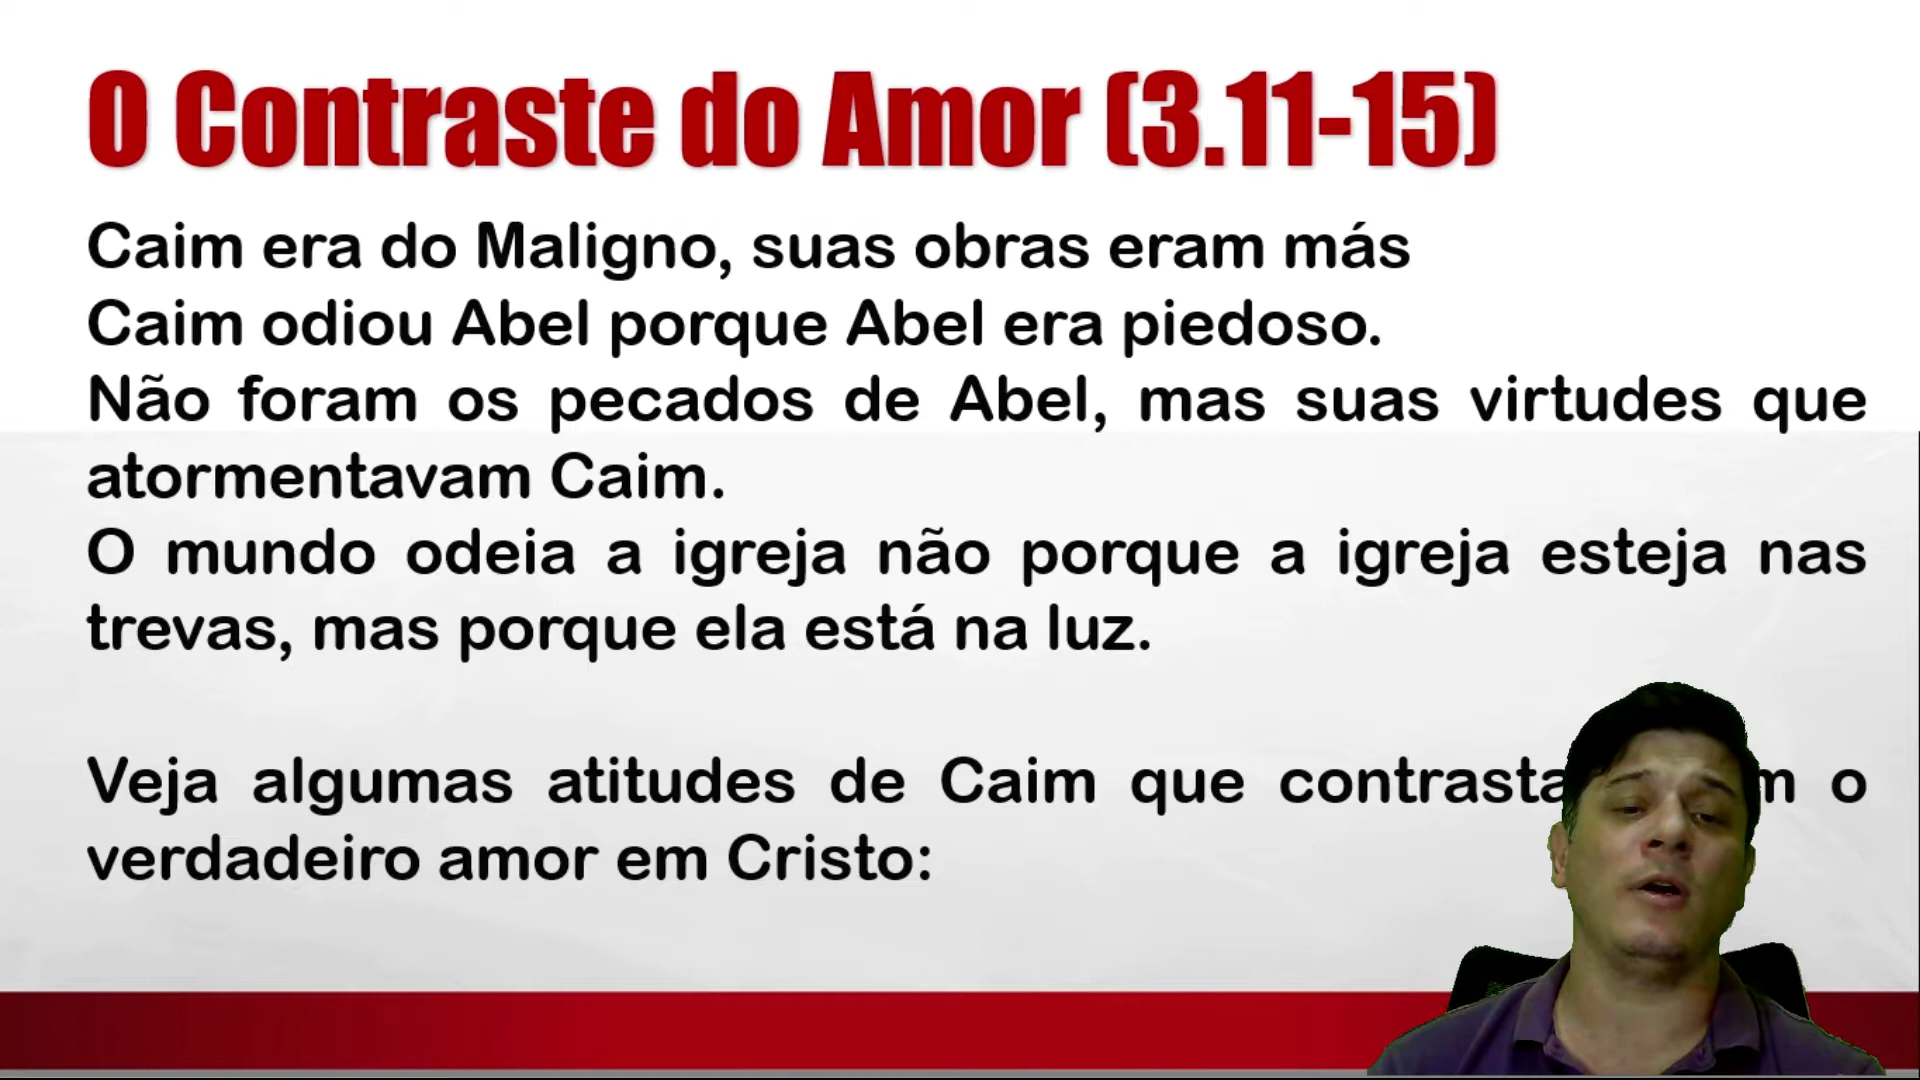 O Contraste do Amor (3.11-15)
Caim era do Maligno, suas obras eram más
Caim odiou Abel porque Abel era piedoso.
Não foram os pecados de Abel, mas suas virtudes que
atormentavam Caim.
O mundo odeia a igreja não porque a igreja esteja nas
trevas, mas porque ela está na luz.
Veja algumas atitudes de Caim que o
verdadeiro amor em Cristo: